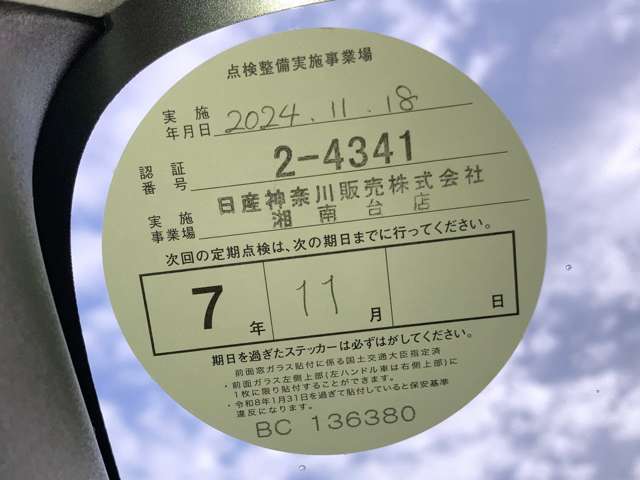 点検整備実施事業場
実施年月日 2024.11.18
認証番号 2-4341
実施事業場 日産神奈川販売株式会社
湘南台店
次回の定期点検は、次の期日までに行ってください。
7年 11月 日
期日を過ぎたステッカーは必ずはがしてください。
前面窓ガラス貼付に係る国土交通大臣指定済
・前面ガラス左側上部(左ハンドル車は右側上部)に
1枚に限り貼付することができます。
・令和8年1月31日を過ぎて貼付していると保安基準
違反になります。
BC 136380